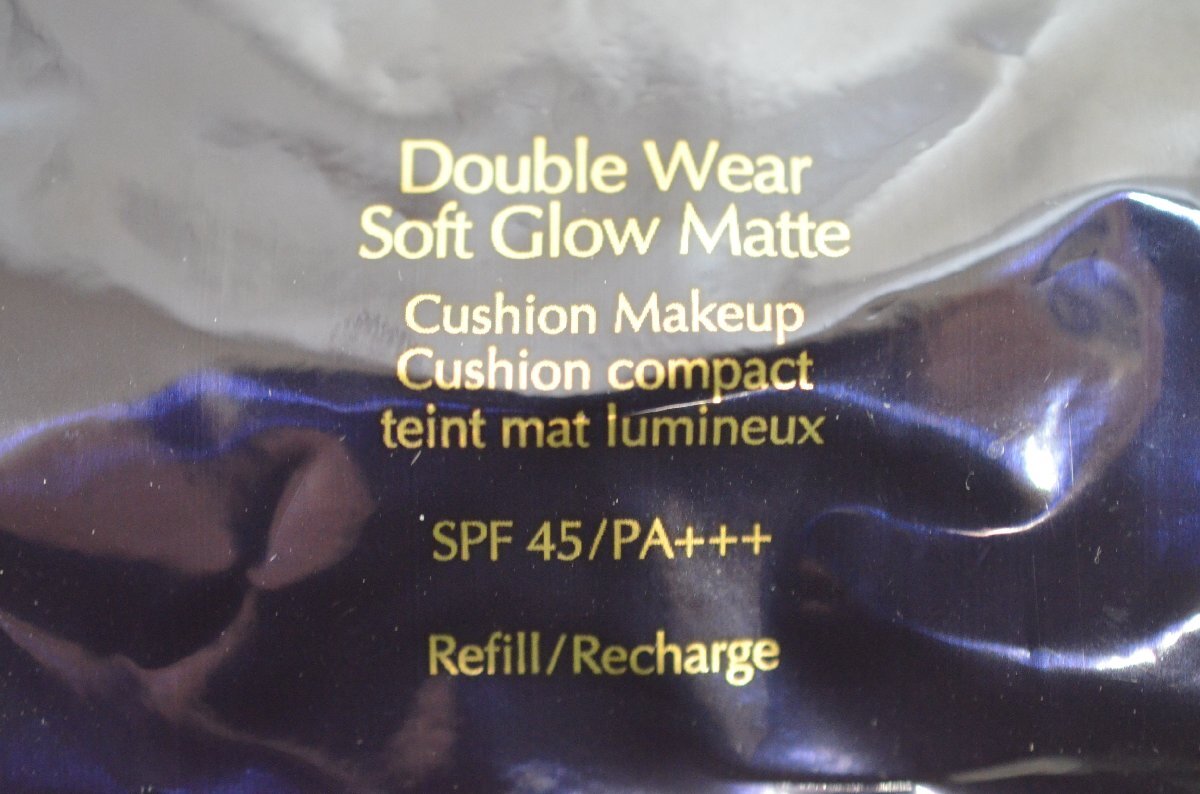 Double Wear
Soft Glow Matte
Cushion Makeup
Cushion compact
teint mat lumineux
SPF 45/PA+++
Refill/Recharge